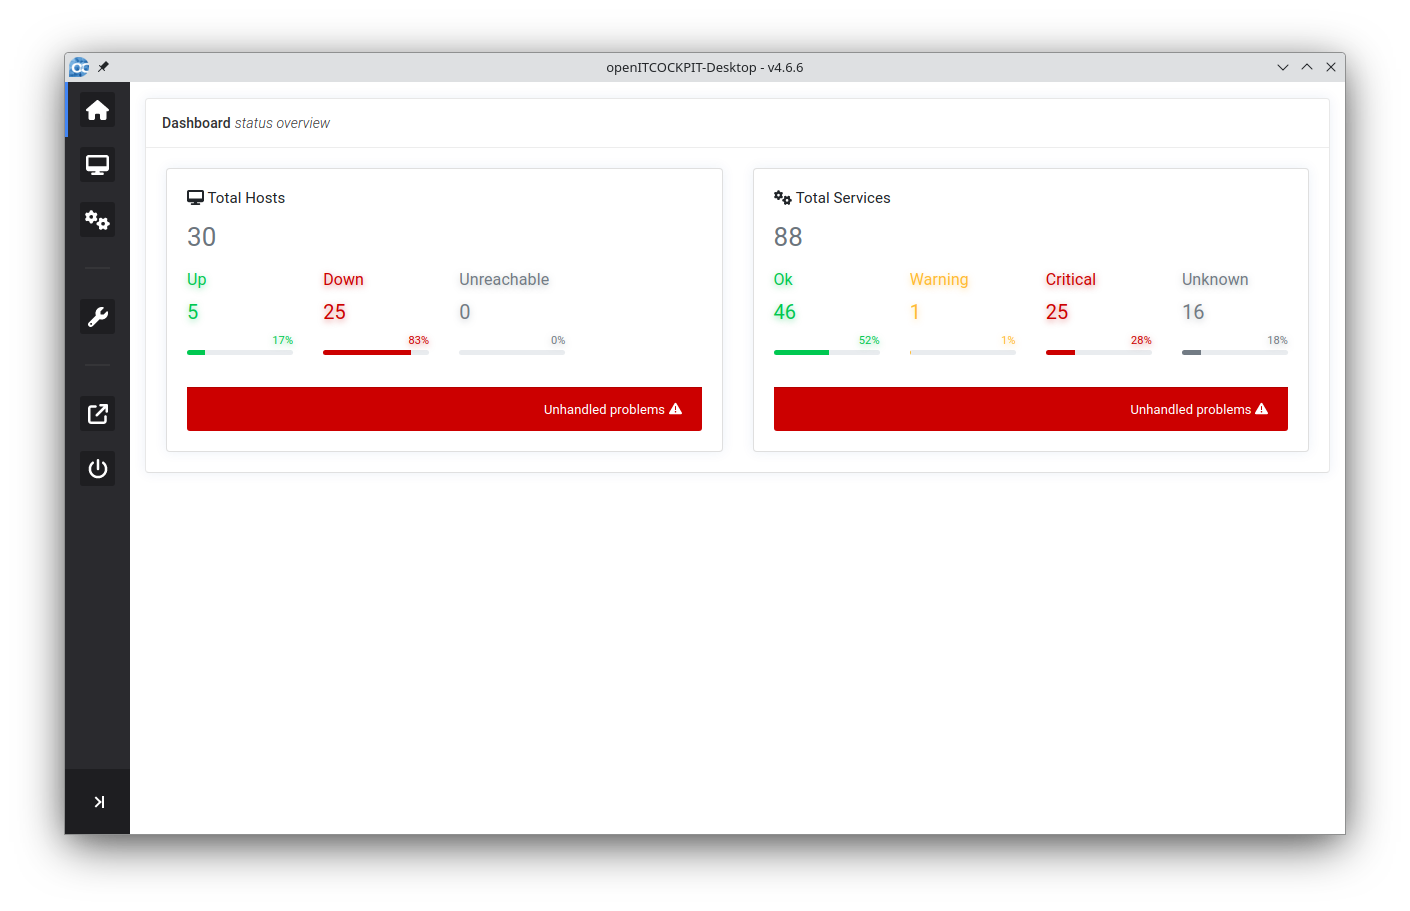 openITCOCKPIT-Desktop - v4.6.6
Dashboard status overview
Total Hosts
30
Up Down Unreachable
5 25 0
17% 83% 0%
Unhandled problems
Total Services
88
Ok Warning Critical Unknown
46 1 25 16
52% 1% 28% 18%
Unhandled problems